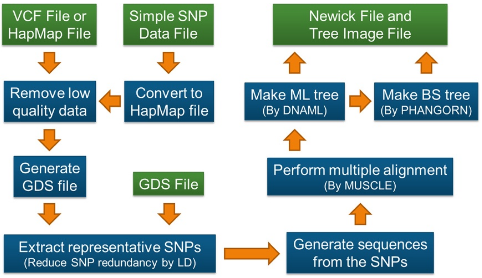 VCF File or
HapMap File
Simple SNP
Data File
Remove low
quality data
Convert to
HapMap file
Generate
GDS file
GDS File
Extract representative SNPs
(Reduce SNP redundancy by LD)
Generate sequences
from the SNPs
Perform multiple alignment
(By MUSCLE)
Make ML tree
(By DNAML)
Make BS tree
(By PHANGORN)
Newick File and
Tree Image File